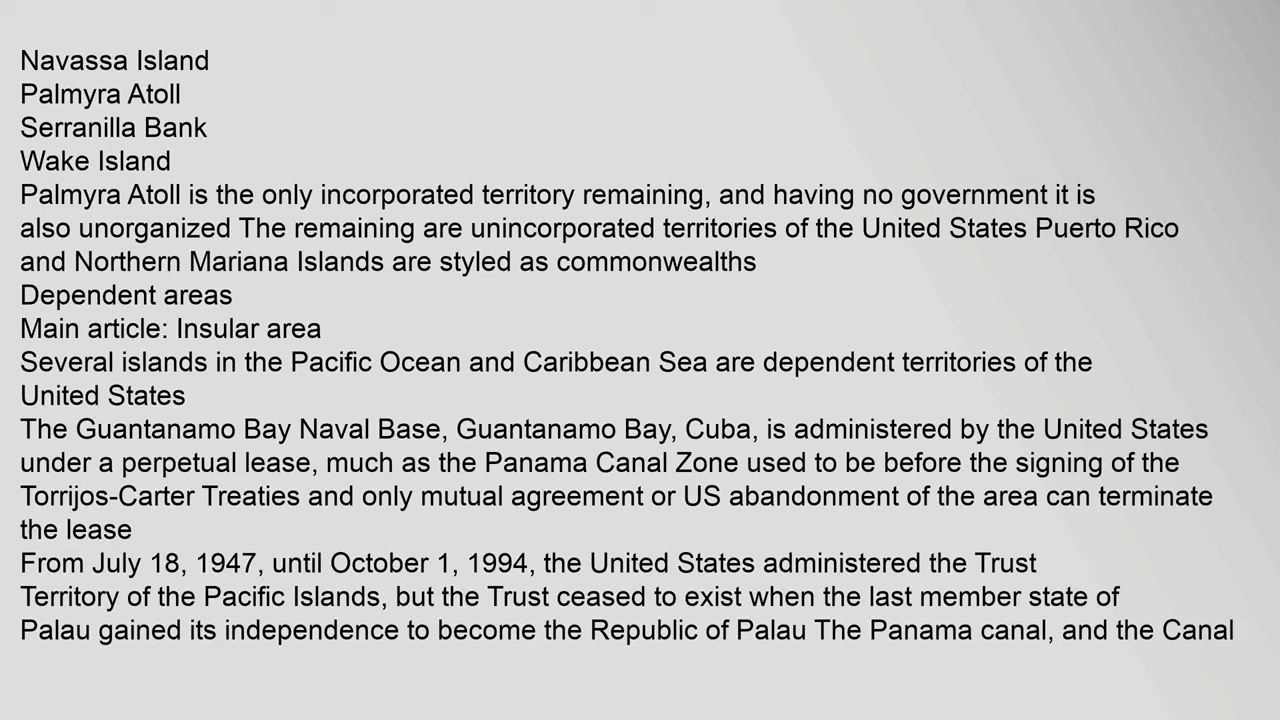 Navassa Island
Palmyra Atoll
Serranilla Bank
Wake Island
Palmyra Atoll is the only incorporated territory remaining, and having no government it is
also unorganized The remaining are unincorporated territories of the United States Puerto Rico
and Northern Mariana Islands are styled as commonwealths
Dependent areas
Main article: Insular area
Several islands in the Pacific Ocean and Caribbean Sea are dependent territories of the
United States
The Guantanamo Bay Naval Base, Guantanamo Bay, Cuba, is administered by the United States
under a perpetual lease, much as the Panama Canal Zone used to be before the signing of the
Torrijos-Carter Treaties and only mutual agreement or US abandonment of the area can terminate
the lease
From July 18, 1947, until October 1, 1994, the United States administered the Trust
Territory of the Pacific Islands, but the Trust ceased to exist when the last member state of
Palau gained its independence to become the Republic of Palau The Panama canal, and the Canal